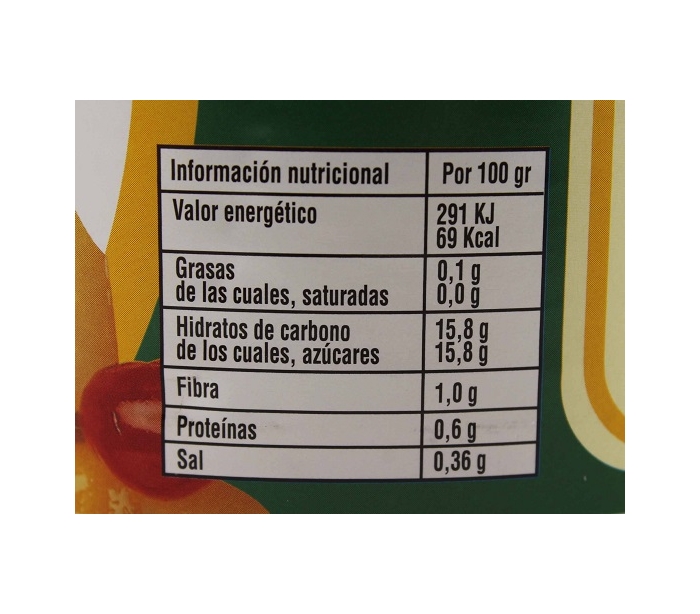 Información nutricional Por 100 gr
Valor energético 291 KJ
69 Kcal
Grasas 0,1 g
de las cuales, saturadas 0,0 g
Hidratos de carbono 15,8 g
de los cuales, azúcares 15,8 g
Fibra 1,0 g
Proteínas 0,6 g
Sal 0,36 g